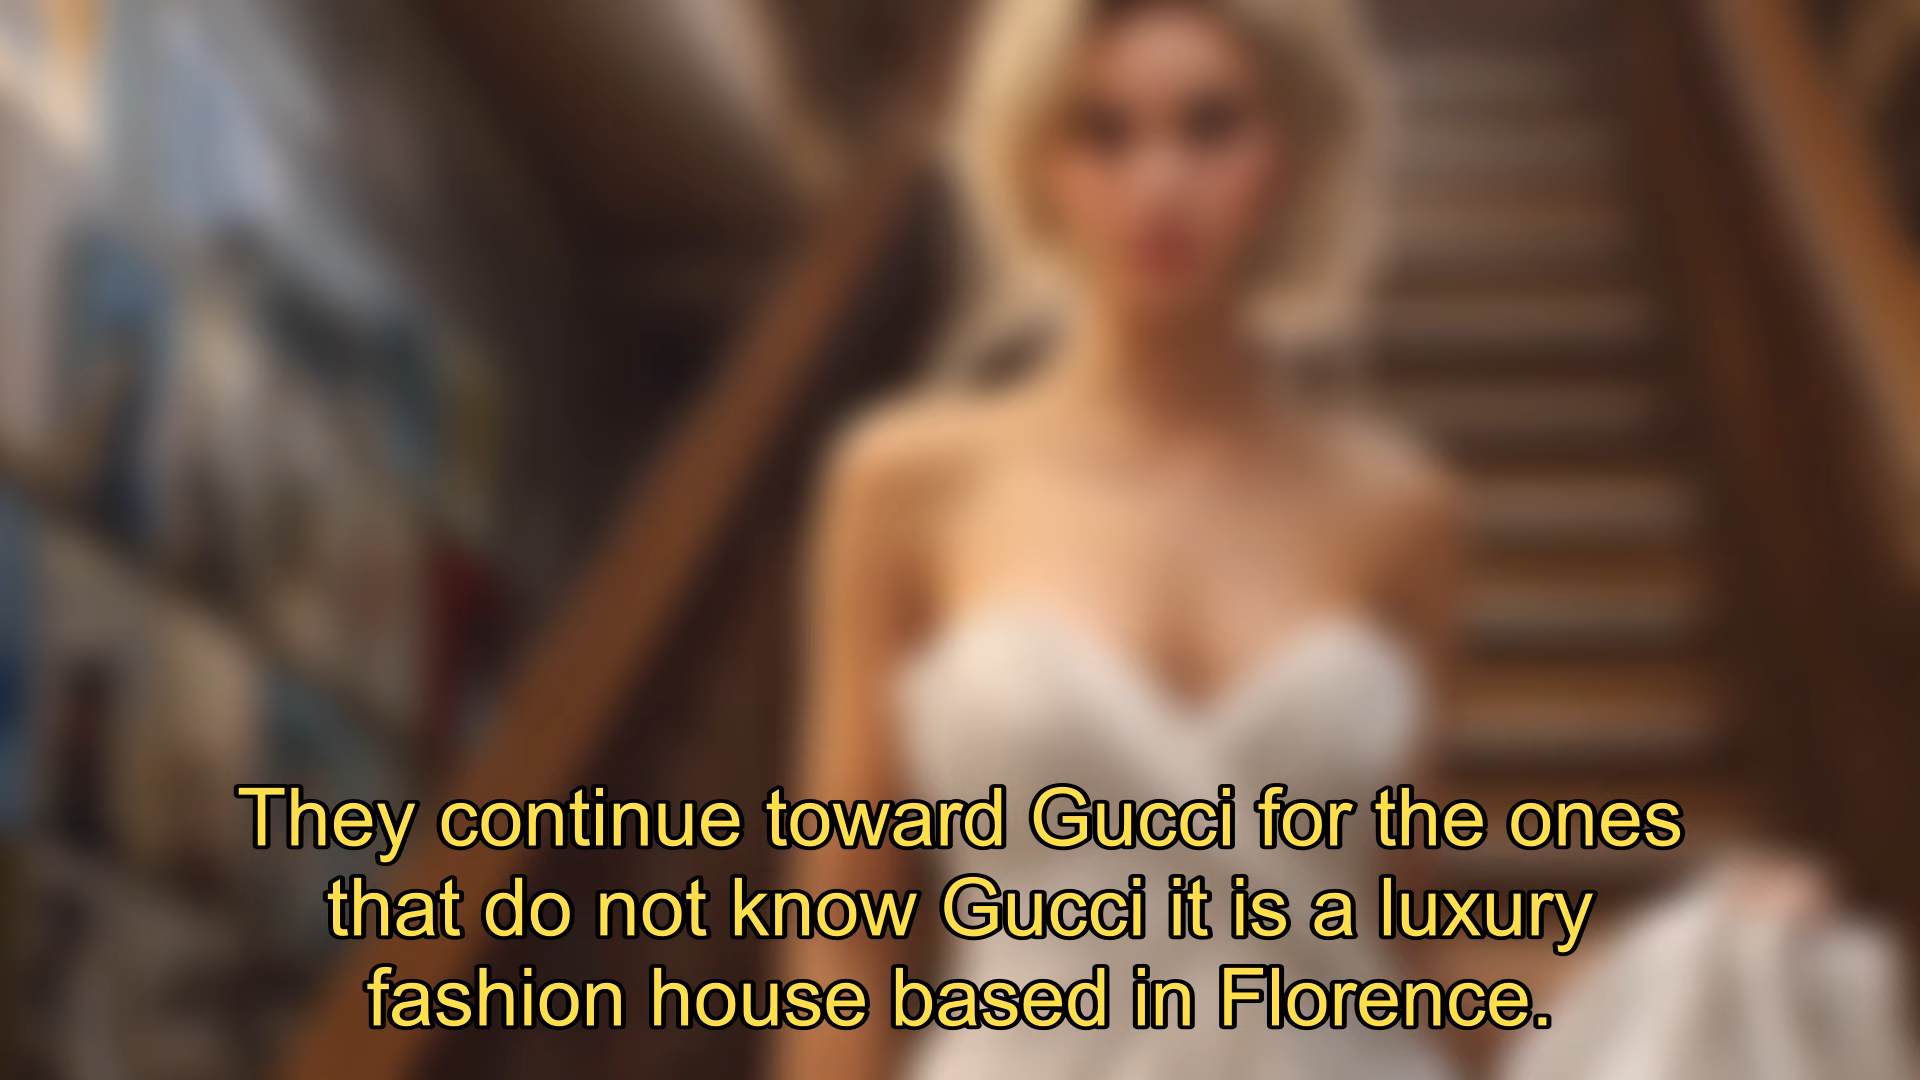 They continue toward Gucci for the ones
that do not know Gucci it is a luxury
fashion house based in Florence.